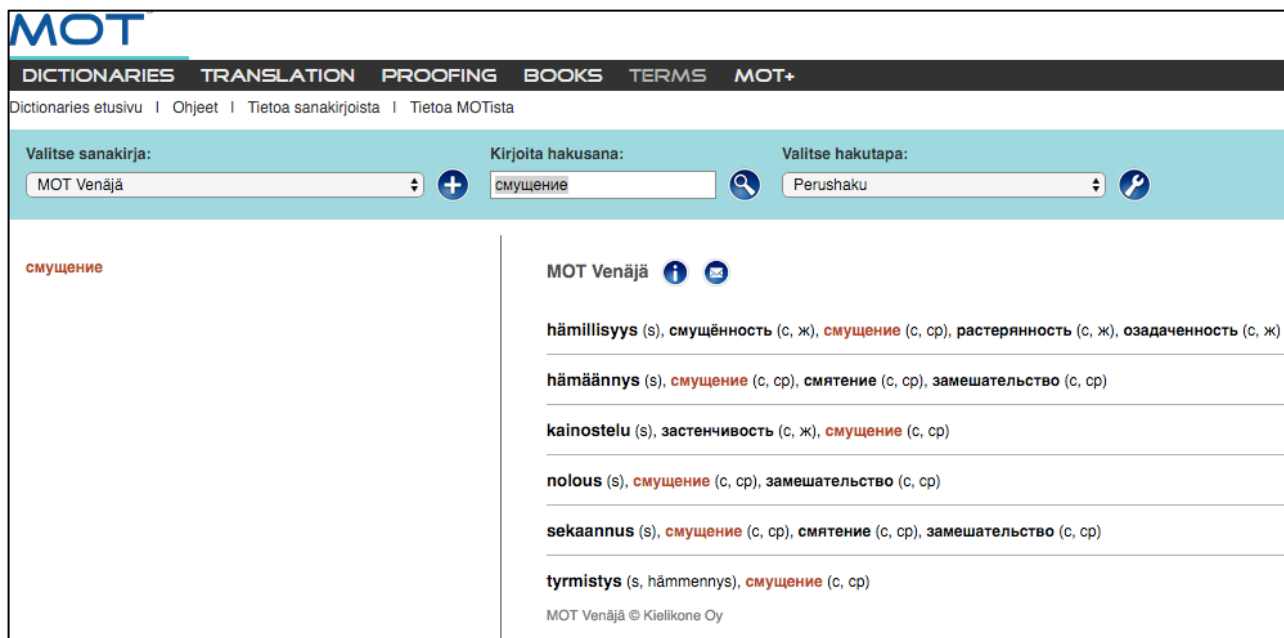 MOT
DICTIONARIES TRANSLATION PROOFING BOOKS TERMS MOT+
Dictionaries etusivu I Ohjeet I Tietoa sanakirjoista I Tietoa MOTista
Valitse sanakirja: Kirjoita hakusana: Valitse hakutapa:
MOT Venäjä смущение Perushaku
смущение
MOT Venäjä
hämillisyys (s), смущённость (с, ж), смущение (с, ср), растерянность (с, ж), озадаченность (с, ж)
hämäännys (s), смущение (с, ср), смятение (с, ср), замешательство (с, ср)
kainostelu (s), застенчивость (с, ж), смущение (с, ср)
nolous (s), смущение (с, ср), замешательство (с, ср)
sekaannus (s), смущение (с, ср), смятение (с, ср), замешательство (с, ср)
tyrmistys (s, hämmennys), смущение (с, ср)
MOT Venäjä © Kielikone Oy